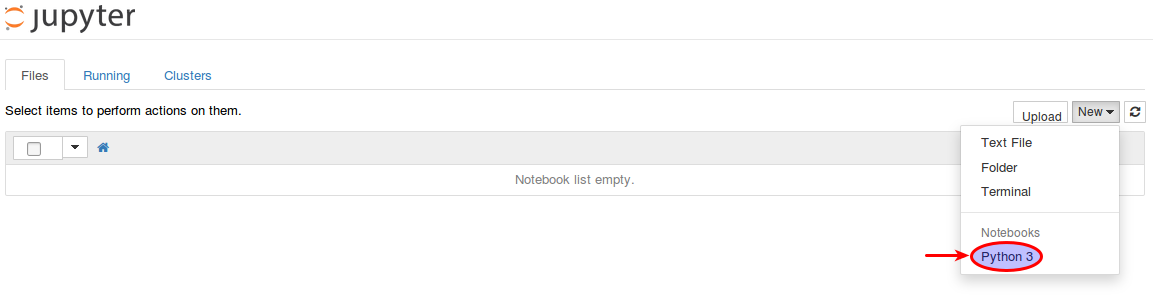 jupyter
Files Running Clusters
Select items to perform actions on them.
Upload New
Text File
Folder
Terminal
Notebook list empty.
Notebooks
Python 3